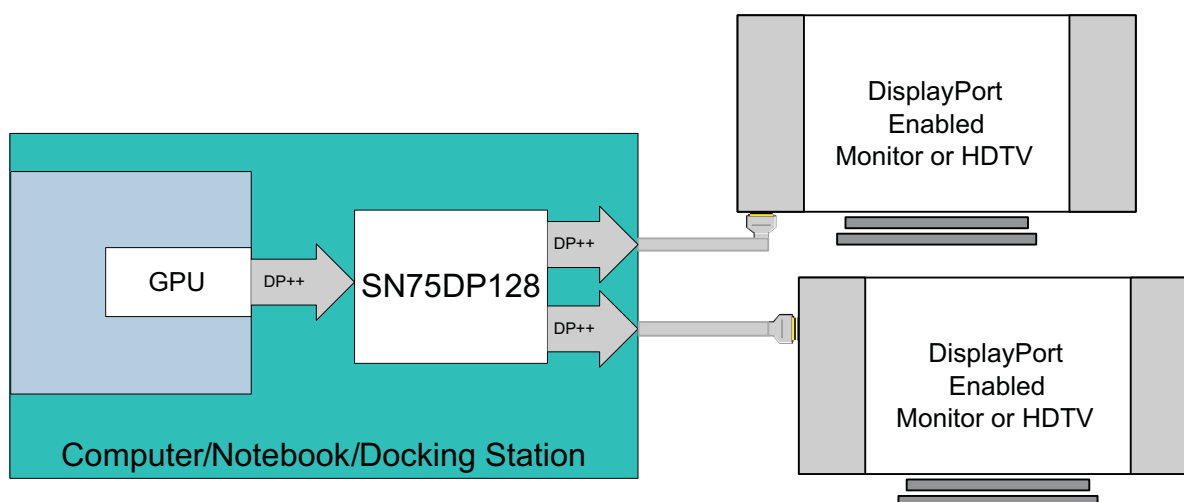 DisplayPort
Enabled
Monitor or HDTV
GPU
DP++
SN75DP128
DP++
DP++
DisplayPort
Enabled
Monitor or HDTV
Computer/Notebook/Docking Station